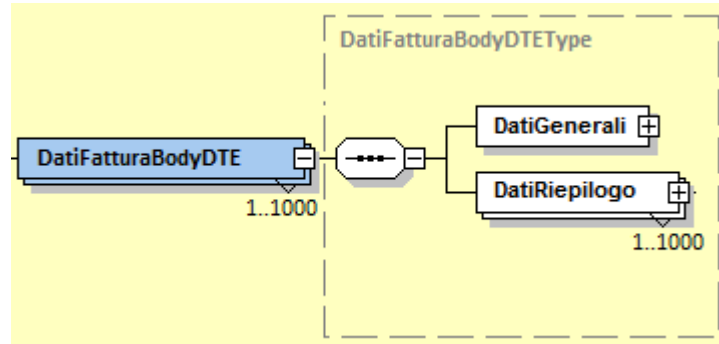 DatiFatturaBodyDTEType
DatiGenerali
DatiFatturaBodyDTE
1..1000
DatiRiepilogo
1..1000